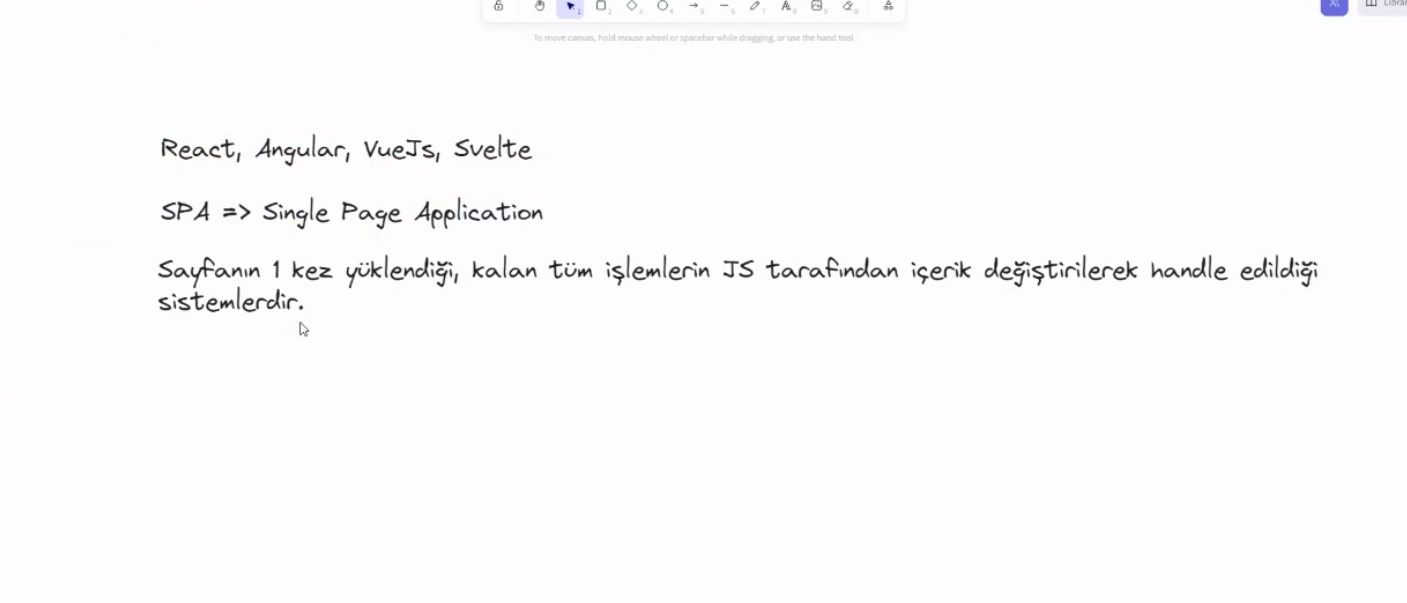 To move canvas, hold mouse wheel or spacebar while dragging, or use the hand tool
React, Angular, VueJs, Svelte
SPA => Single Page Application
Sayfanın 1 kez yüklendiği, kalan tüm işlemlerin JS tarafından içerik değiştirilerek handle edildiği
sistemlerdir.